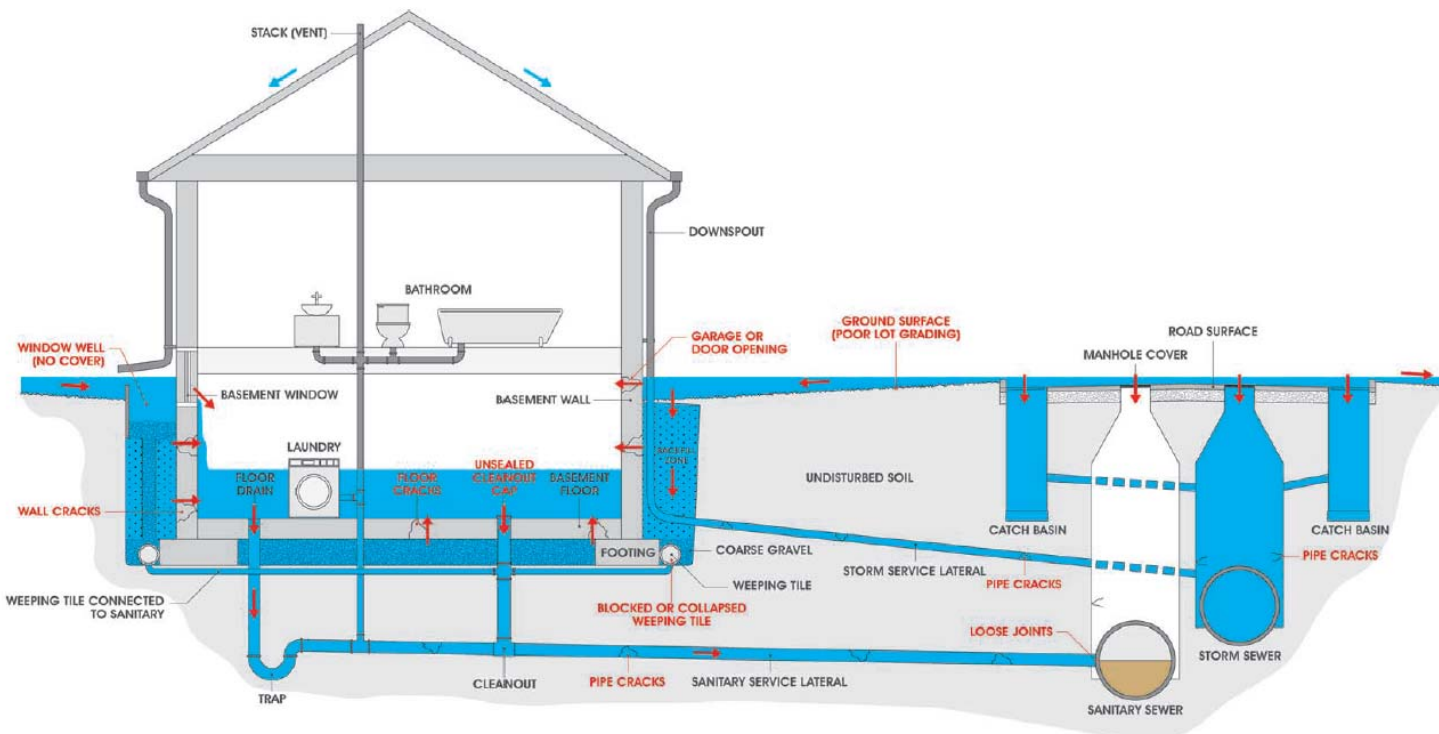 STACK (VENT)
DOWNSPOUT
BATHROOM
WINDOW WELL
(NO COVER)
GARAGE OR
DOOR OPENING
GROUND SURFACE
(POOR LOT GRADING)
ROAD SURFACE
MANHOLE COVER
BASEMENT WINDOW
BASEMENT WALL
LAUNDRY
FLOOR
DRAIN
FLOOR
CRACKS
UNSEALED
CLEANOUT
CAP
BASEMENT
FLOOR
BACKFILL
ZONE
UNDISTURBED SOIL
WALL CRACKS
CATCH BASIN
CATCH BASIN
FOOTING
COARSE GRAVEL
STORM SERVICE LATERAL
PIPE CRACKS
PIPE CRACKS
WEEPING TILE
WEEPING TILE CONNECTED
TO SANITARY
BLOCKED OR COLLAPSED
WEEPING TILE
LOOSE JOINTS
STORM SEWER
TRAP
CLEANOUT
PIPE CRACKS
SANITARY SERVICE LATERAL
SANITARY SEWER